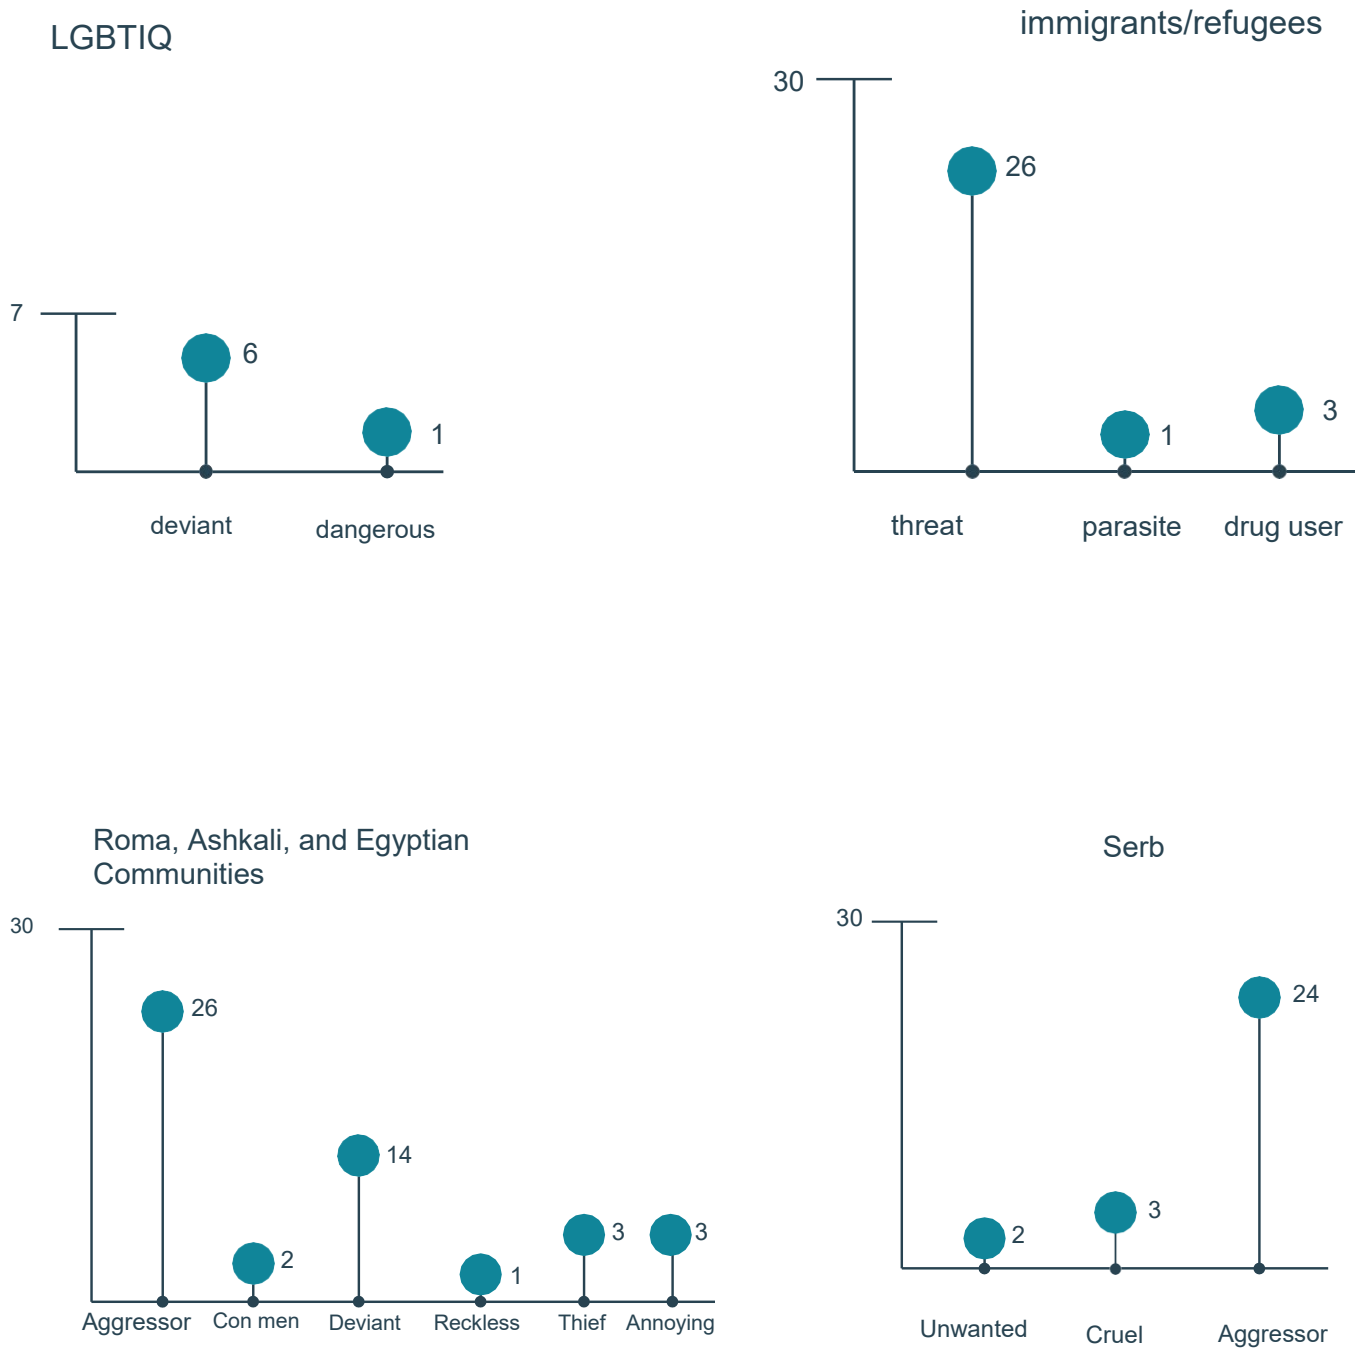 LGBTIQ
7
6
1
deviant
dangerous
immigrants/refugees
30
26
1
3
threat
parasite
drug user
Roma, Ashkali, and Egyptian
Communities
30
26
2
14
1
3
3
Aggressor
Con men
Deviant
Reckless
Thief
Annoying
Serb
30
2
3
24
Unwanted
Cruel
Aggressor